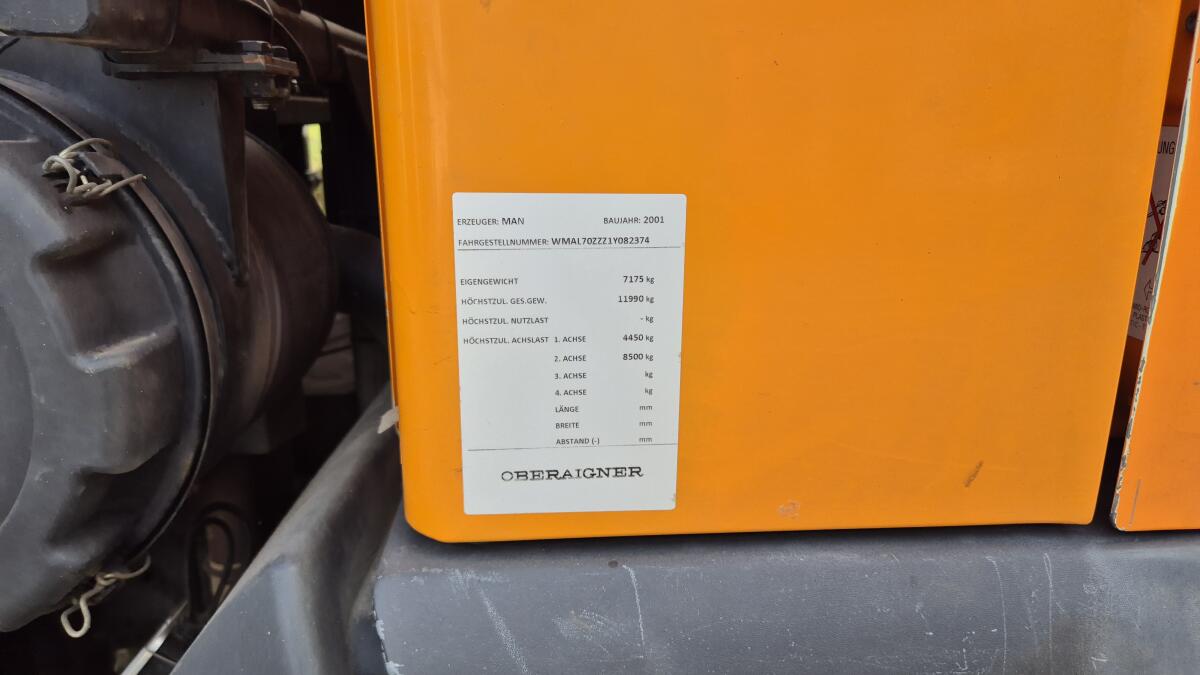 ERZEUGER: MAN BAUJAHR: 2001
FAHRGESTELLNUMMER: WMAL70ZZZ1Y082374
EIGENGEWICHT 7175 kg
HÖCHSTZUL. GES.GEW. 11990 kg
HÖCHSTZUL. NUTZLAST - kg
HÖCHSTZUL. ACHSLAST 1. ACHSE 4450 kg
2. ACHSE 8500 kg
3. ACHSE kg
4. ACHSE kg
LÄNGE mm
BREITE mm
ABSTAND (-) mm
OBERAIGNER
UNG